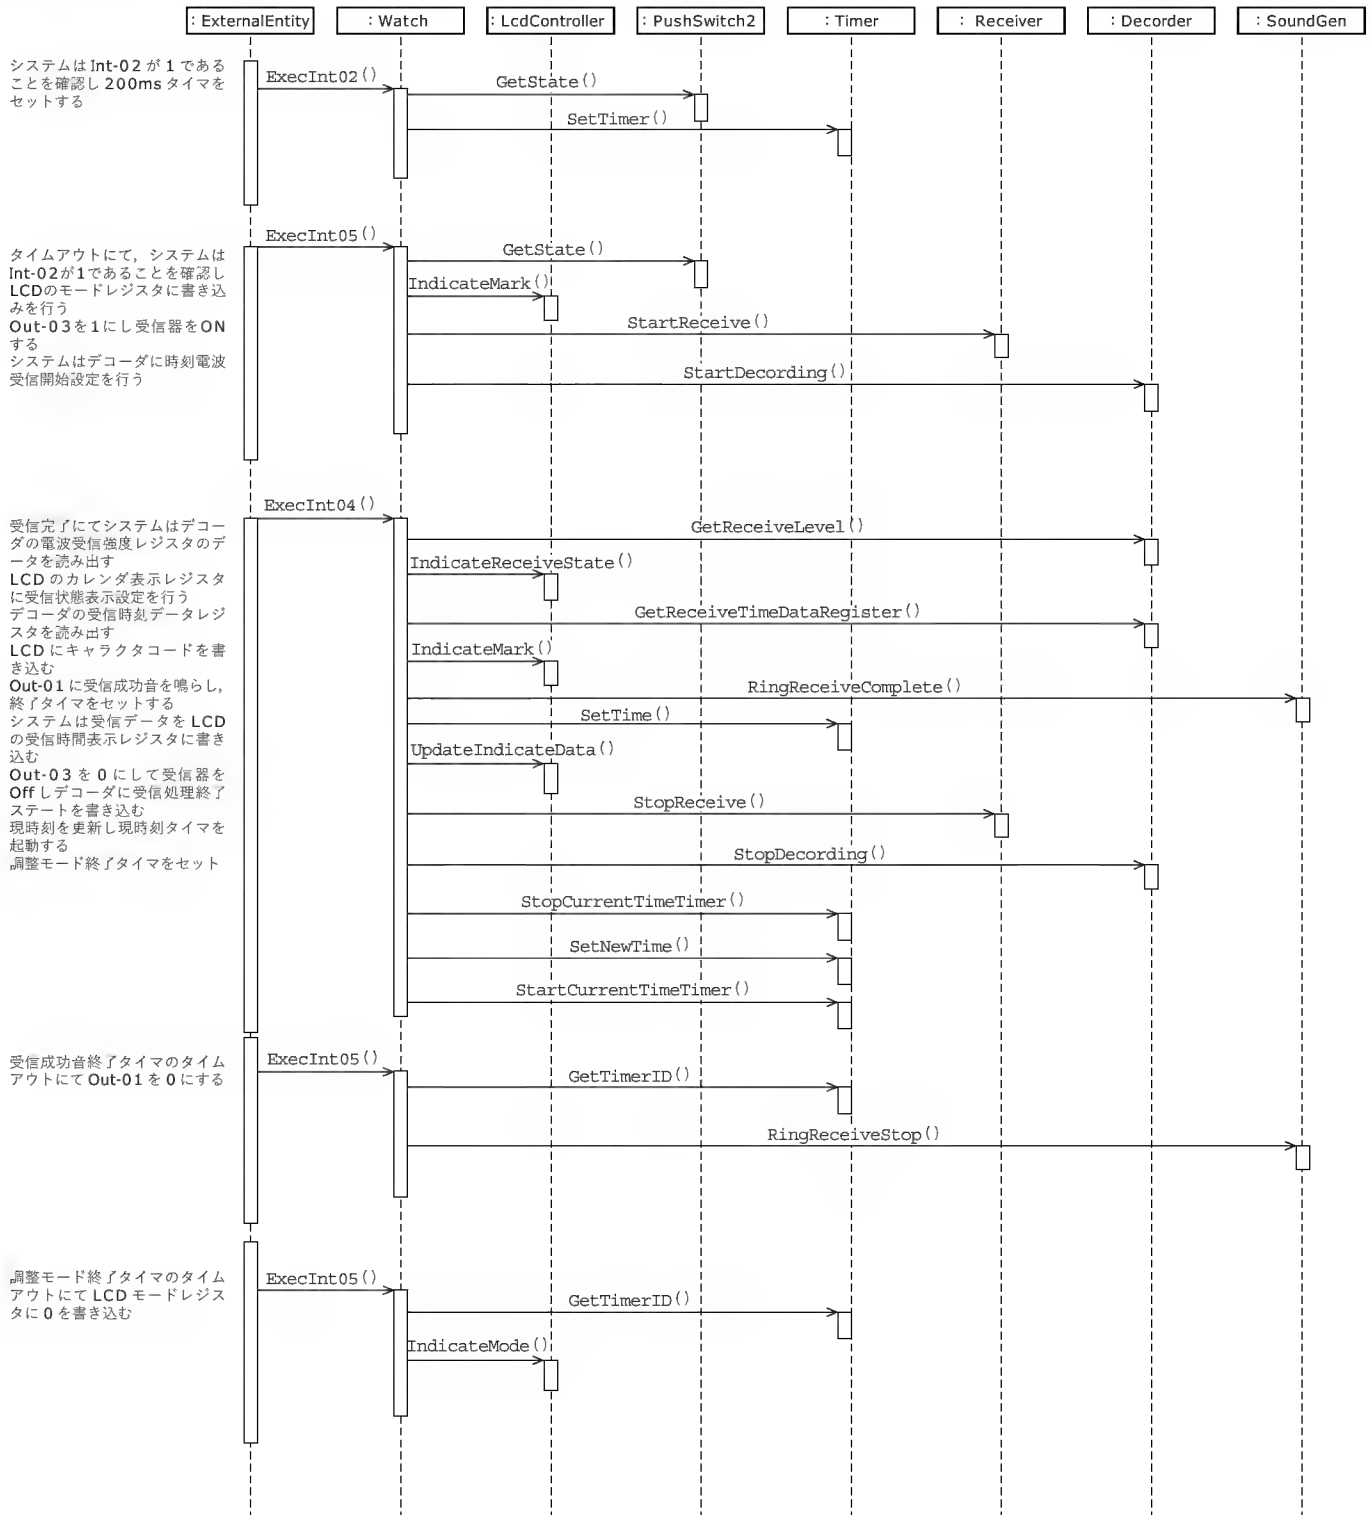 : ExternalEntity
: Watch
: LcdController
: PushSwitch2
: Timer
: Receiver
: Decorder
: SoundGen
システムは Int-02 が 1 である
ことを確認し 200ms タイマを
セットする
ExecInt02()
GetState()
SetTimer()
タイムアウトにて，システムは
Int-02が1であることを確認し
LCDのモードレジスタに書き込
みを行う
Out-03を1にし受信器をON
する
システムはデコーダに時刻電波
受信開始設定を行う
ExecInt05()
GetState()
IndicateMark()
StartReceive()
StartDecording()
受信完了にてシステムはデコー
ダの電波受信強度レジスタのデ
ータを読み出す
LCD のカレンダ表示レジスタ
に受信状態表示設定を行う
デコーダの受信時刻データレジ
スタを読み出す
LCD にキャラクタコードを書
き込む
Out-01 に受信成功音を鳴らし，
終了タイマをセットする
システムは受信データを LCD
の受信時間表示レジスタに書き
込む
Out-03 を 0 にして受信器を
Off しデコーダに受信処理終了
ステートを書き込む
現時刻を更新し現時刻タイマを
起動する
調整モード終了タイマをセット
ExecInt04()
GetReceiveLevel()
IndicateReceiveState()
GetReceiveTimeDataRegister()
IndicateMark()
RingReceiveComplete()
SetTime()
UpdateIndicateData()
StopReceive()
StopDecording()
StopCurrentTimeTimer()
SetNewTime()
StartCurrentTimeTimer()
受信成功音終了タイマのタイム
アウトにて Out-01 を 0 にする
ExecInt05()
GetTimerID()
RingReceiveStop()
調整モード終了タイマのタイム
アウトにて LCD モードレジス
タに 0 を書き込む
ExecInt05()
GetTimerID()
IndicateMode()